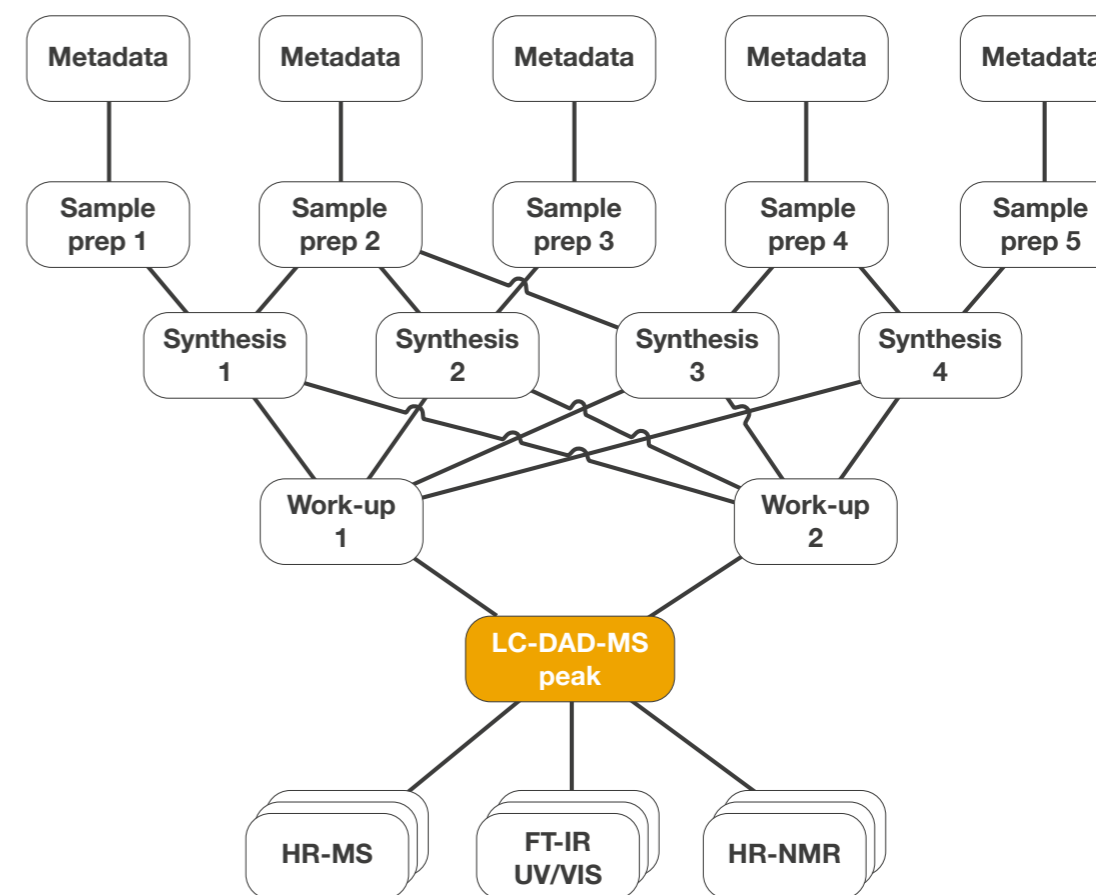 Metadata
Metadata
Metadata
Metadata
Metadata
Sample
prep 1
Sample
prep 2
Sample
prep 3
Sample
prep 4
Sample
prep 5
Synthesis
1
Synthesis
2
Synthesis
3
Synthesis
4
Work-up
1
Work-up
2
LC-DAD-MS
peak
HR-MS
FT-IR
UV/VIS
HR-NMR